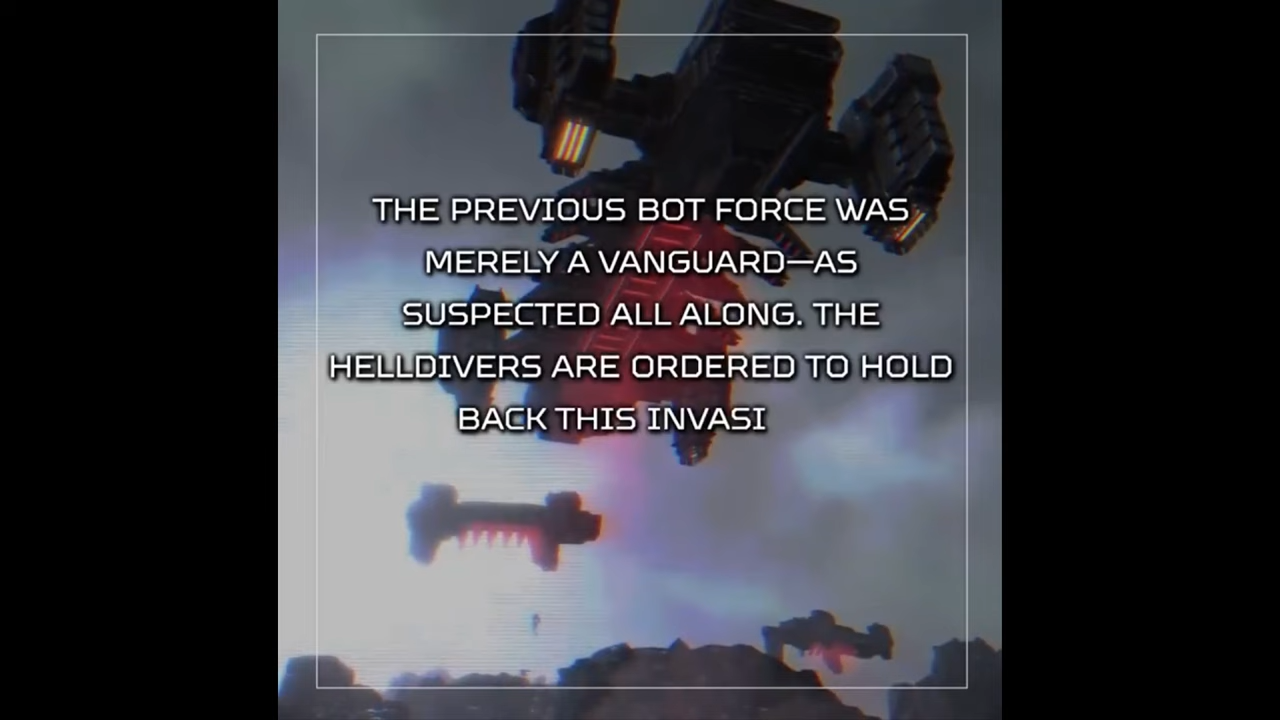 THE PREVIOUS BOT FORCE WAS
MERELY A VANGUARD—AS
SUSPECTED ALL ALONG. THE
HELLDIVERS ARE ORDERED TO HOLD
BACK THIS INVASI